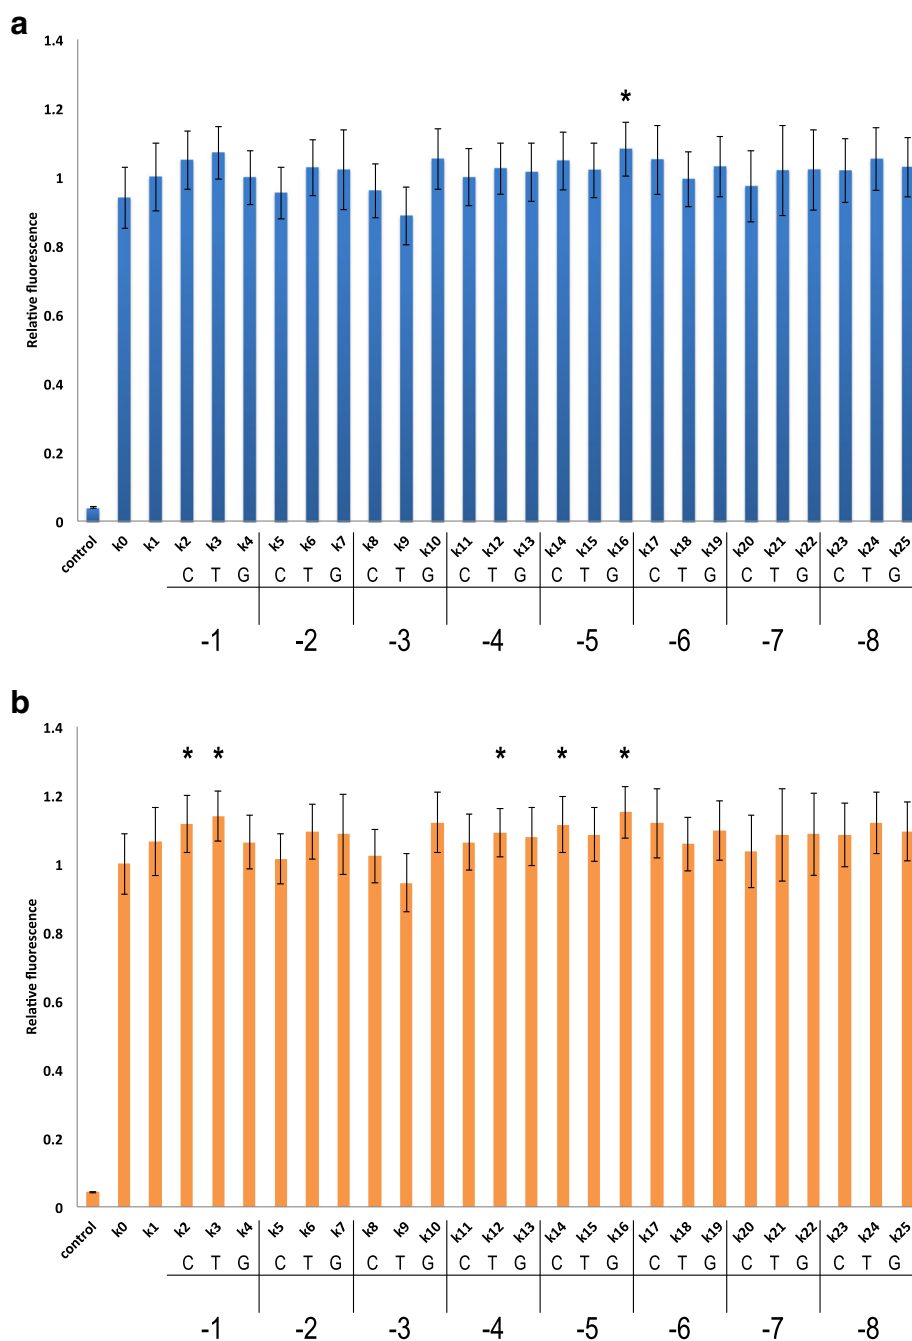 a
1.4
1.2
*
1
0.8
Relative fluorescence
0.6
0.4
0.2
0
control k0 k1 k2 k3 k4 k5 k6 k7 k8 k9 k10 k11 k12 k13 k14 k15 k16 k17 k18 k19 k20 k21 k22 k23 k24 k25
C T G C T G C T G C T G C T G C T G C T G C T G
-1 -2 -3 -4 -5 -6 -7 -8
b
1.4
* * * * *
1.2
1
0.8
Relative fluorescence
0.6
0.4
0.2
0
control k0 k1 k2 k3 k4 k5 k6 k7 k8 k9 k10 k11 k12 k13 k14 k15 k16 k17 k18 k19 k20 k21 k22 k23 k24 k25
C T G C T G C T G C T G C T G C T G C T G C T G
-1 -2 -3 -4 -5 -6 -7 -8